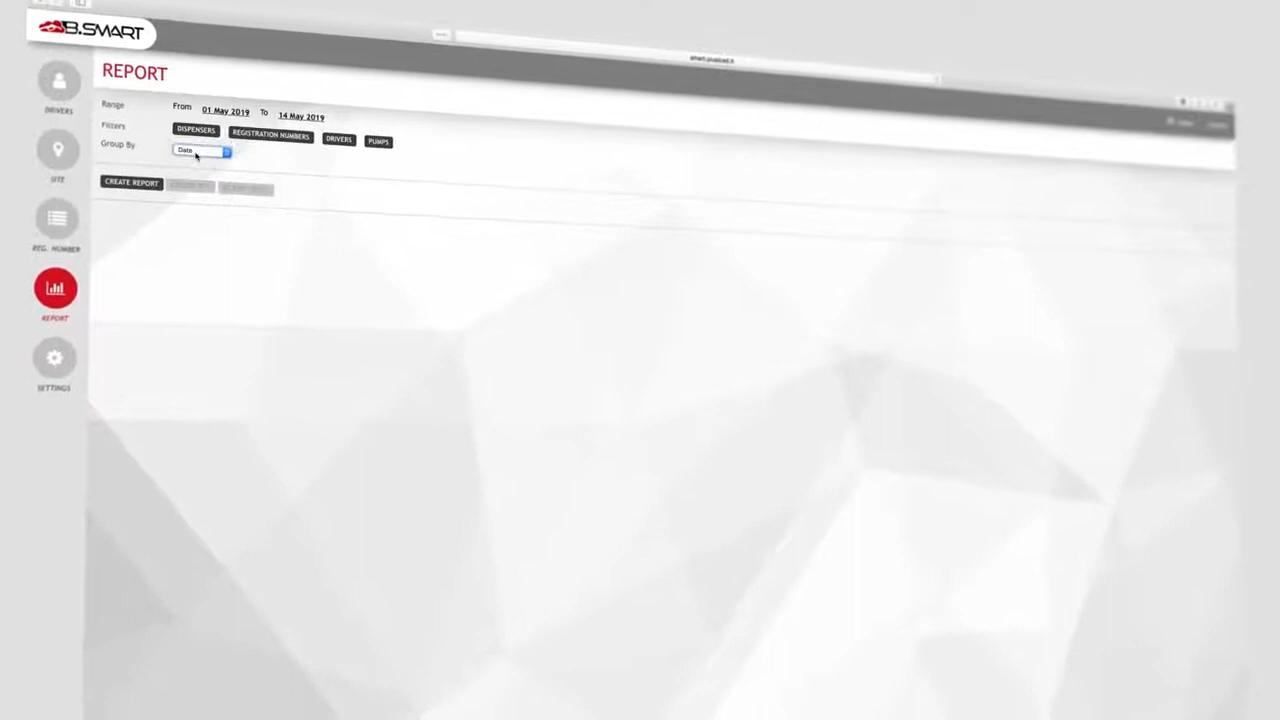 B.SMART
REPORT
Range From 01 May 2019 To 14 May 2019
Filters DISPENSERS REGISTRATION NUMBERS DRIVERS PUMPS
Group By Date
CREATE REPORT
DRIVERS
SITE
REG. NUMBER
REPORT
SETTINGS